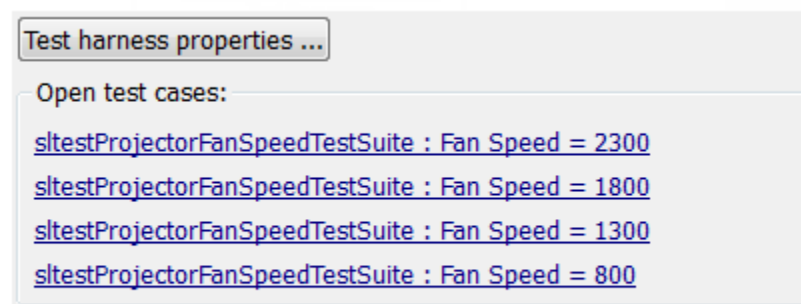 Test harness properties ...
Open test cases:
sltestProjectorFanSpeedTestSuite : Fan Speed = 2300
sltestProjectorFanSpeedTestSuite : Fan Speed = 1800
sltestProjectorFanSpeedTestSuite : Fan Speed = 1300
sltestProjectorFanSpeedTestSuite : Fan Speed = 800